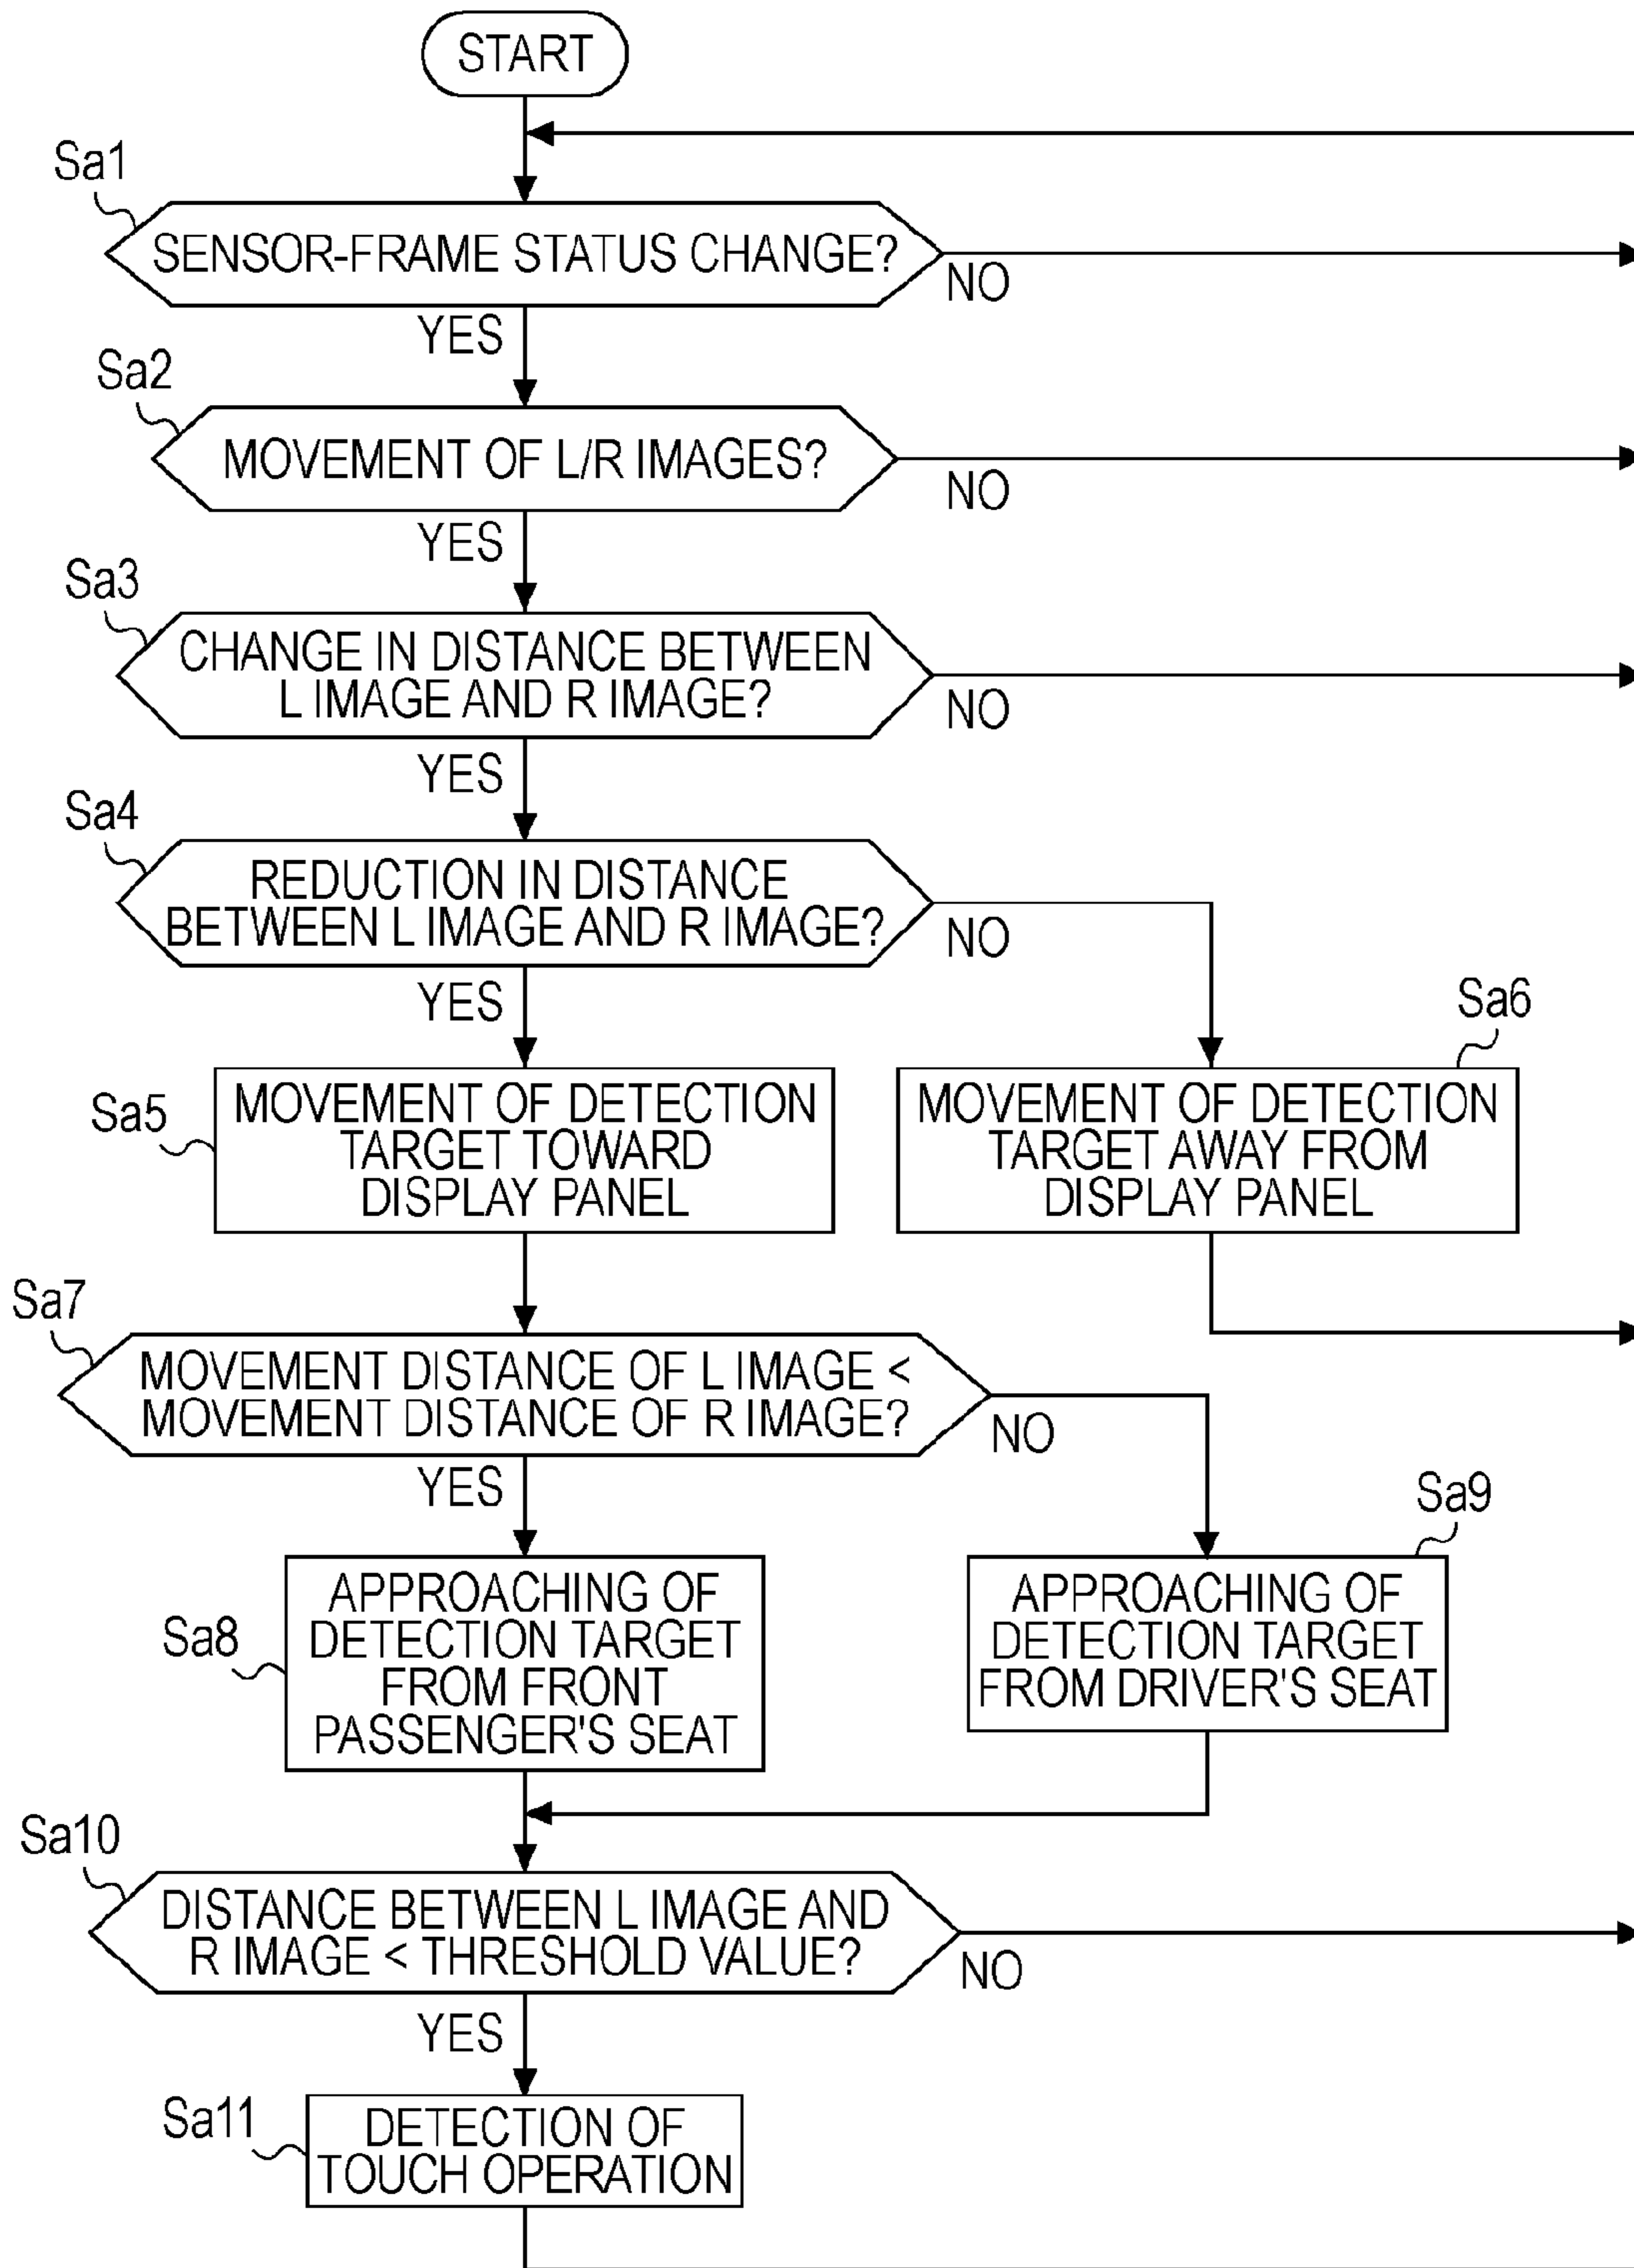 START
Sa1
SENSOR-FRAME STATUS CHANGE?
NO
YES
Sa2
MOVEMENT OF L/R IMAGES?
NO
YES
Sa3
CHANGE IN DISTANCE BETWEEN
L IMAGE AND R IMAGE?
NO
YES
Sa4
REDUCTION IN DISTANCE
BETWEEN L IMAGE AND R IMAGE?
NO
YES
Sa5
MOVEMENT OF DETECTION
TARGET TOWARD
DISPLAY PANEL
Sa6
MOVEMENT OF DETECTION
TARGET AWAY FROM
DISPLAY PANEL
Sa7
MOVEMENT DISTANCE OF L IMAGE <
MOVEMENT DISTANCE OF R IMAGE?
NO
YES
Sa8
APPROACHING OF
DETECTION TARGET
FROM FRONT
PASSENGER'S SEAT
Sa9
APPROACHING OF
DETECTION TARGET
FROM DRIVER'S SEAT
Sa10
DISTANCE BETWEEN L IMAGE AND
R IMAGE < THRESHOLD VALUE?
NO
YES
Sa11
DETECTION OF
TOUCH OPERATION